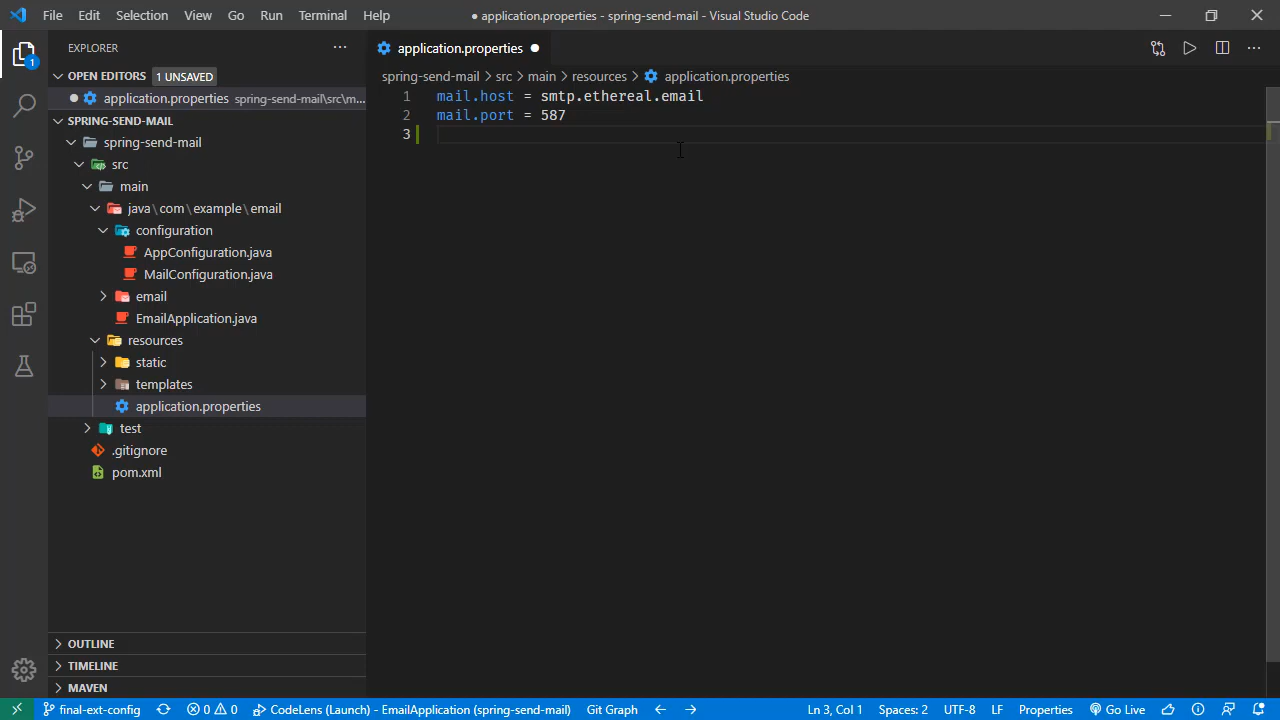 File Edit Selection View Go Run Terminal Help
● application.properties - spring-send-mail - Visual Studio Code
EXPLORER
OPEN EDITORS 1 UNSAVED
application.properties spring-send-mail\src\m...
SPRING-SEND-MAIL
spring-send-mail
src
main
java\com\example\email
configuration
AppConfiguration.java
MailConfiguration.java
email
EmailApplication.java
resources
static
templates
application.properties
test
.gitignore
pom.xml
OUTLINE
TIMELINE
MAVEN
1
application.properties
spring-send-mail > src > main > resources > application.properties
1 mail.host = smtp.ethereal.email
2 mail.port = 587
3
final-ext-config 0 0 CodeLens (Launch) - EmailApplication (spring-send-mail) Git Graph Ln 3, Col 1 Spaces: 2 UTF-8 LF Properties Go Live